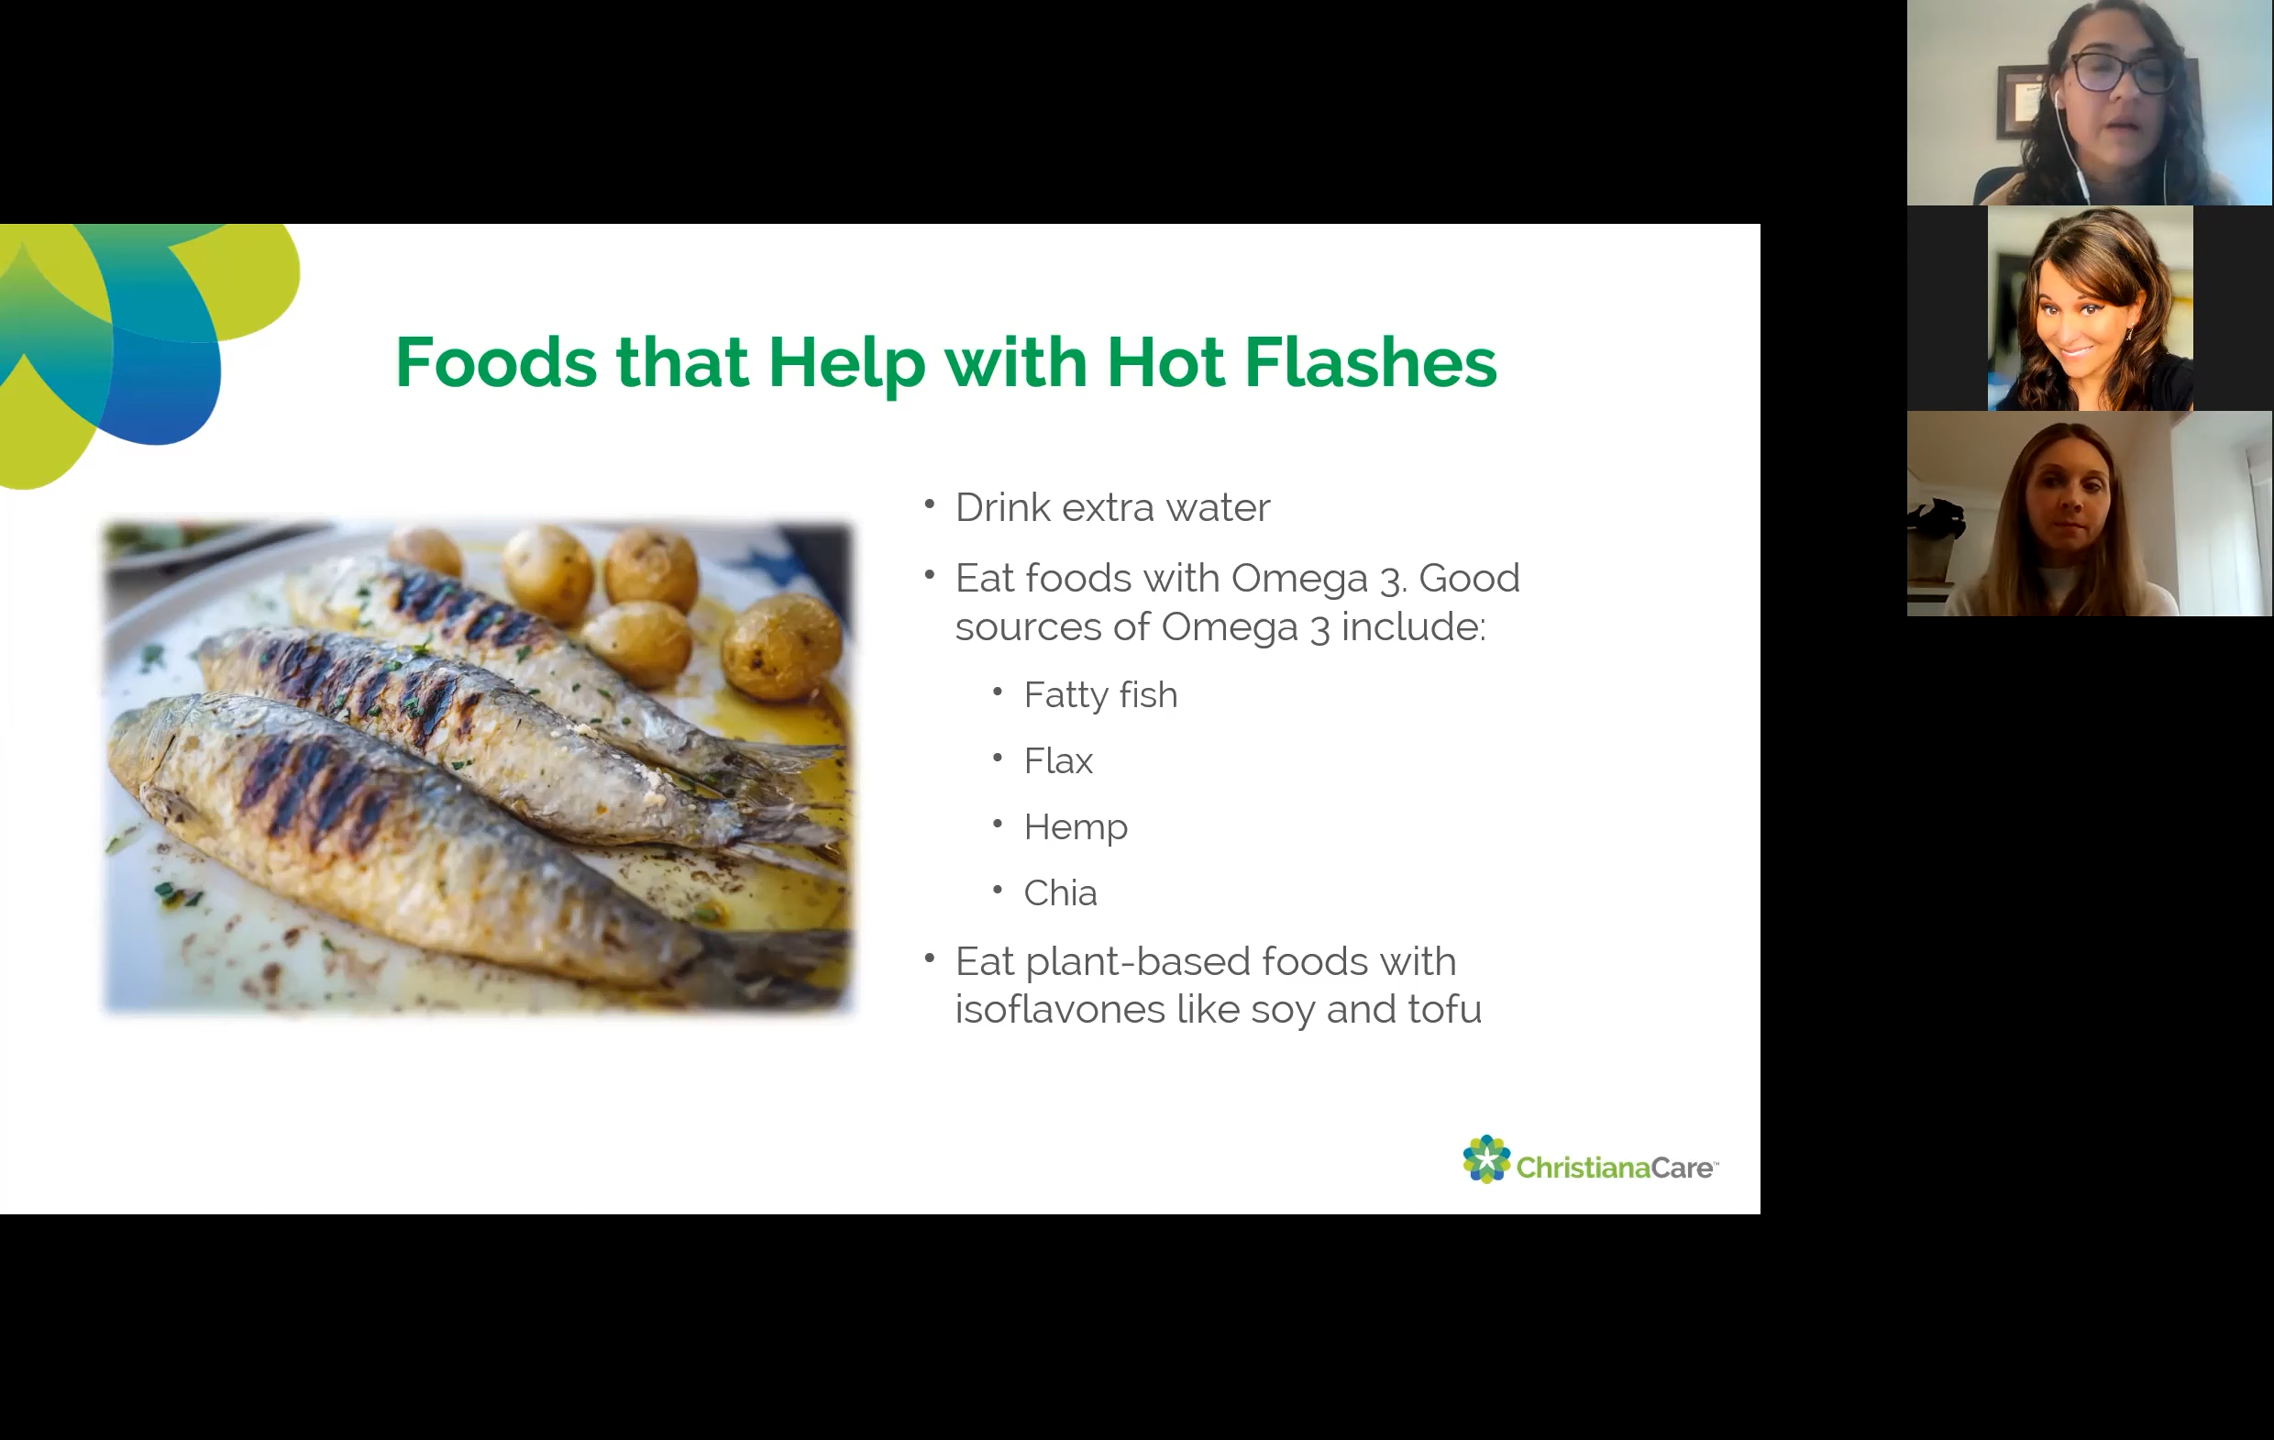 Foods that Help with Hot Flashes
• Drink extra water
• Eat foods with Omega 3. Good
sources of Omega 3 include:
• Fatty fish
• Flax
• Hemp
• Chia
• Eat plant-based foods with
isoflavones like soy and tofu
ChristianaCare™